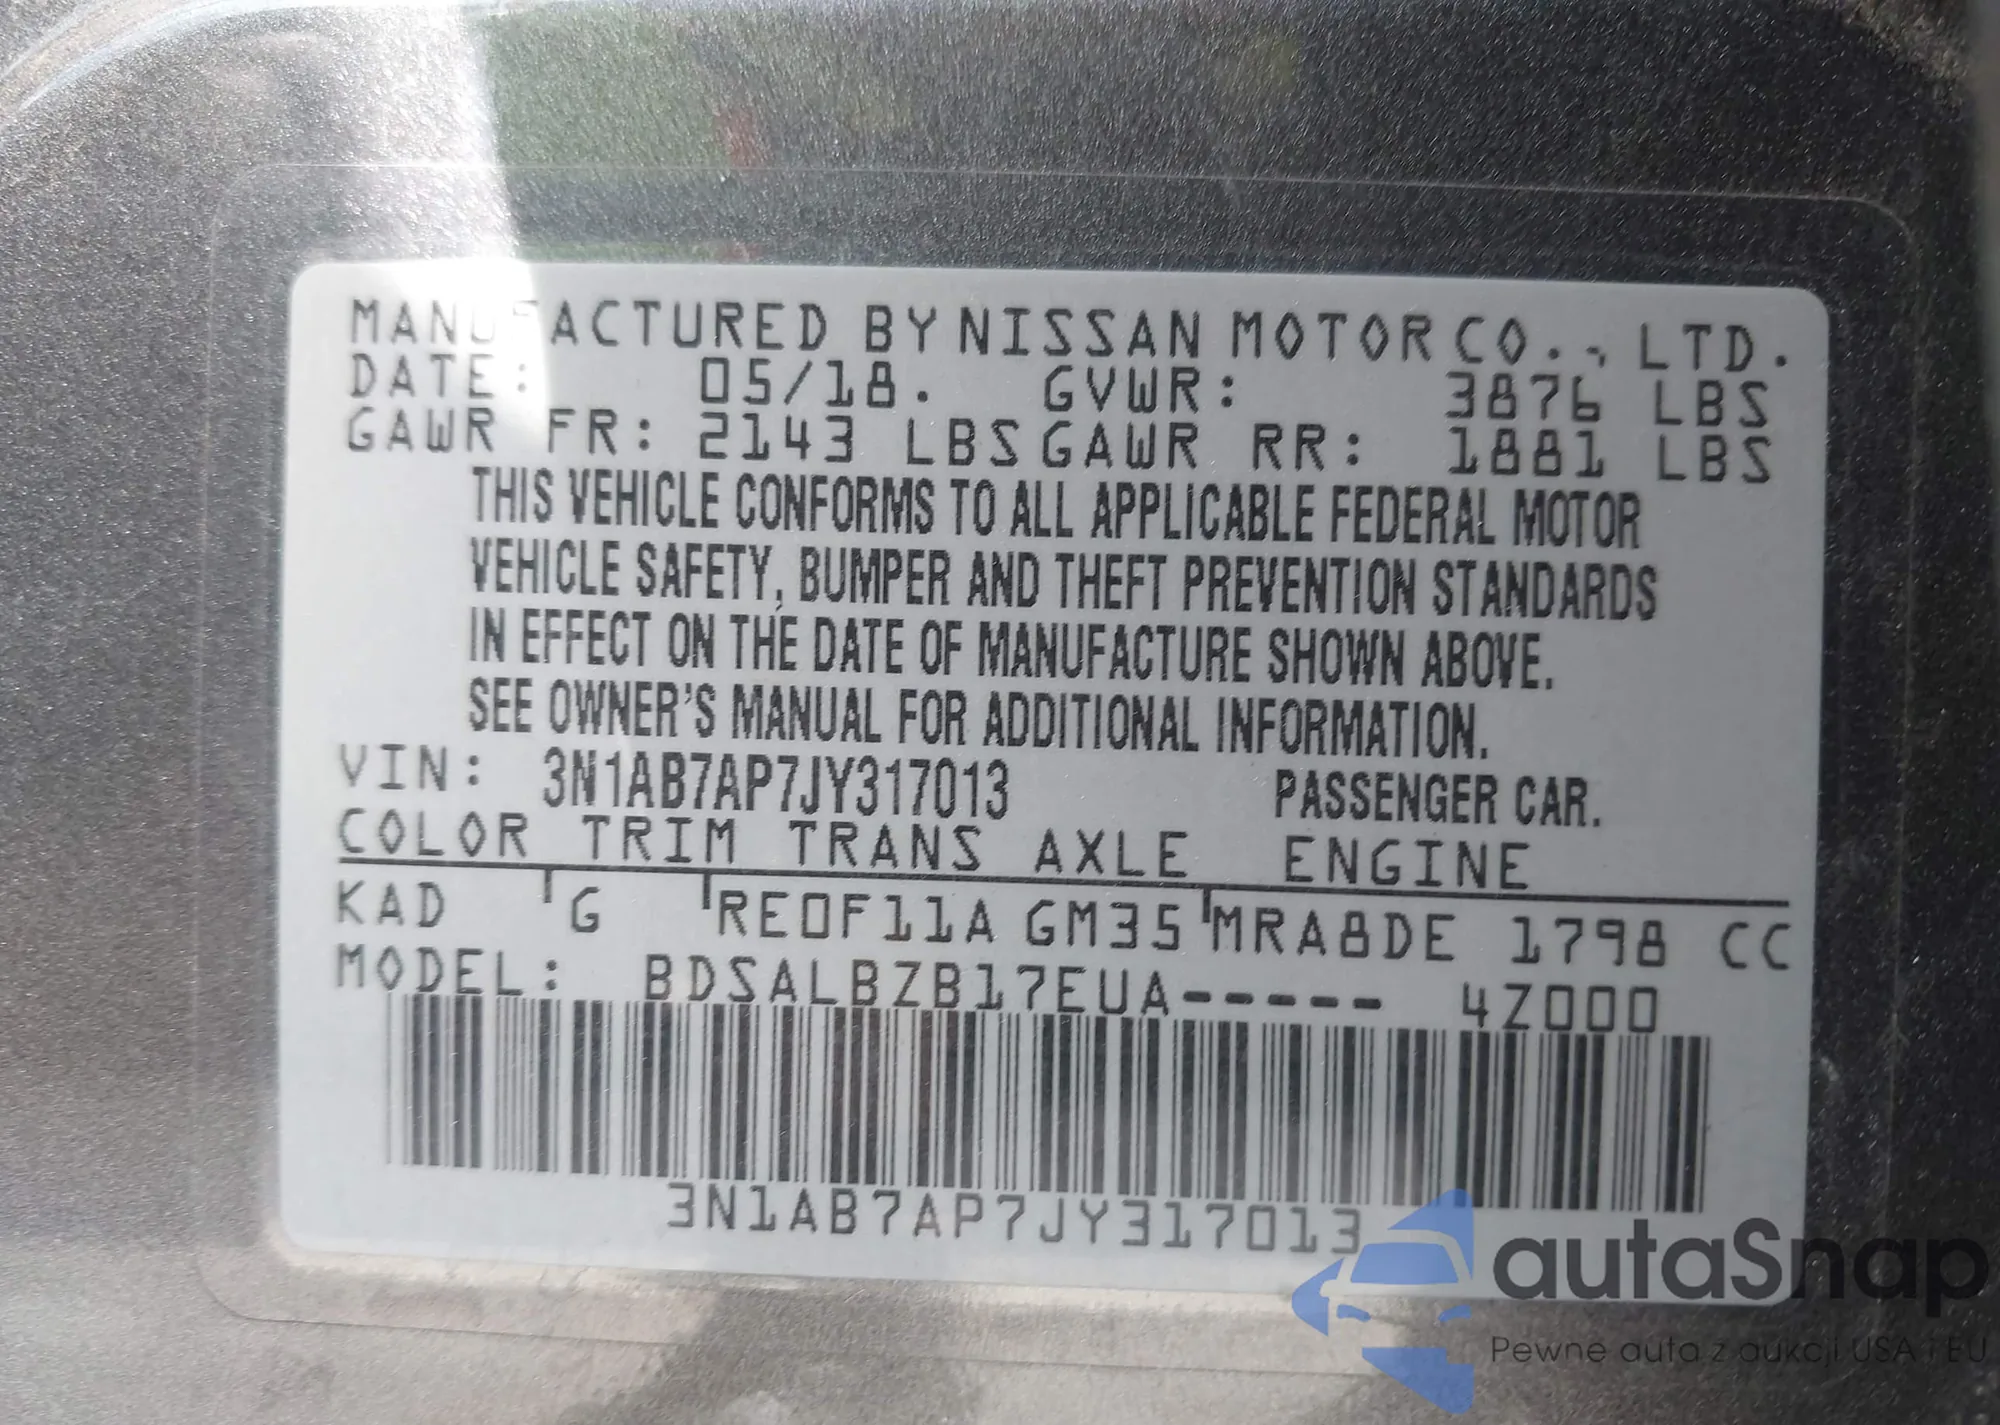 MANUFACTURED BY NISSAN MOTOR CO., LTD.
DATE: 05/18. GVWR: 3876 LBS
GAWR FR: 2143 LBS GAWR RR: 1881 LBS
THIS VEHICLE CONFORMS TO ALL APPLICABLE FEDERAL MOTOR
VEHICLE SAFETY, BUMPER AND THEFT PREVENTION STANDARDS
IN EFFECT ON THE DATE OF MANUFACTURE SHOWN ABOVE.
SEE OWNER'S MANUAL FOR ADDITIONAL INFORMATION.
VIN: 3N1AB7AP7JY317013 PASSENGER CAR.
COLOR TRIM TRANS AXLE ENGINE
KAD G RE0F11A GM35 MRA8DE 1798 CC
MODEL: BDSALBZB17EUA----- 4Z000
3N1AB7AP7JY317013
autaSnap
Pewne auta z aukcji USA i EU